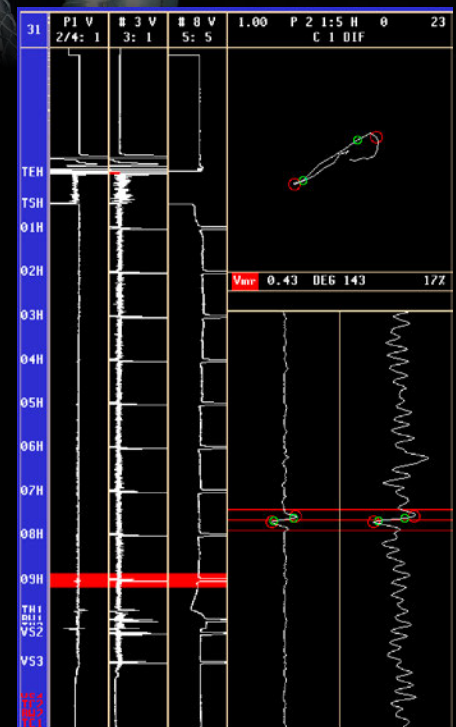 31
P1 V
2/4: 1
# 3 V
3: 1
# 8 V
5: 5
1.00 P 2 1:5 H 0 23
C 1 DIF
TEH
TSH
01H
02H
03H
04H
05H
06H
07H
08H
09H
VS2
VS3
Vmr 0.43 DEG 143 17%